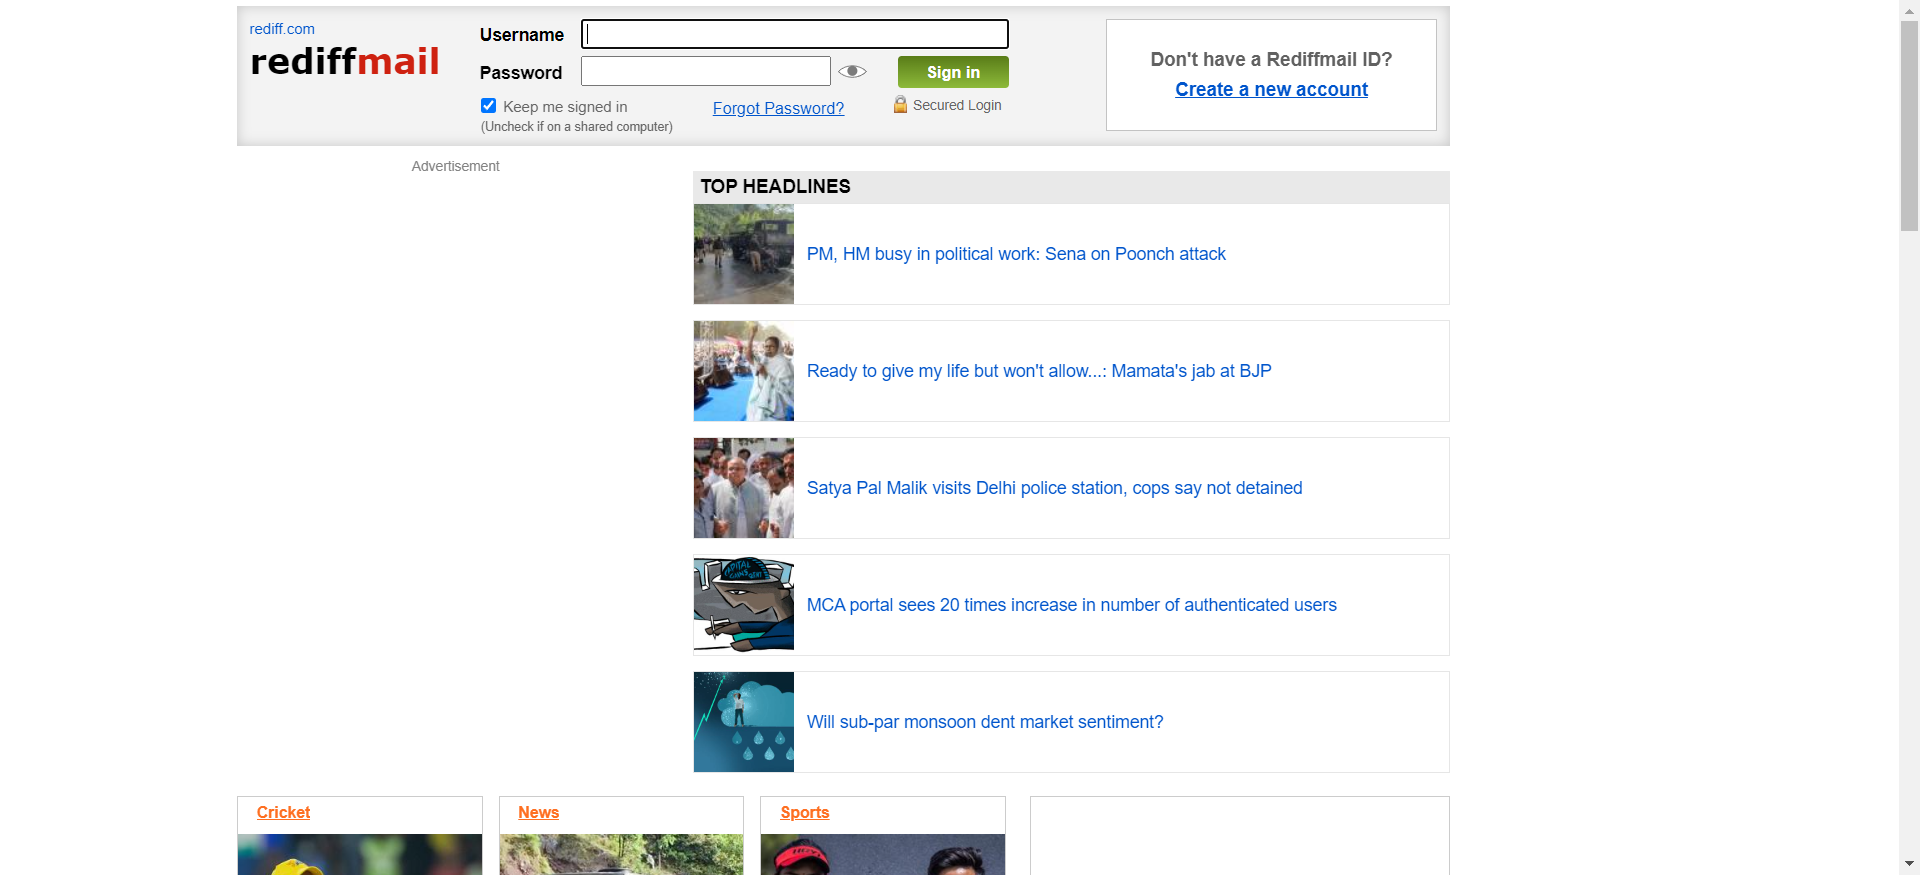 rediff.com
rediffmail
Username
Password
Sign in
Keep me signed in
(Uncheck if on a shared computer)
Forgot Password?
Secured Login
Don't have a Rediffmail ID?
Create a new account
Advertisement
TOP HEADLINES
PM, HM busy in political work: Sena on Poonch attack
Ready to give my life but won't allow...: Mamata's jab at BJP
Satya Pal Malik visits Delhi police station, cops say not detained
CAPITAL
GAINS
MCA portal sees 20 times increase in number of authenticated users
Will sub-par monsoon dent market sentiment?
Cricket
News
Sports